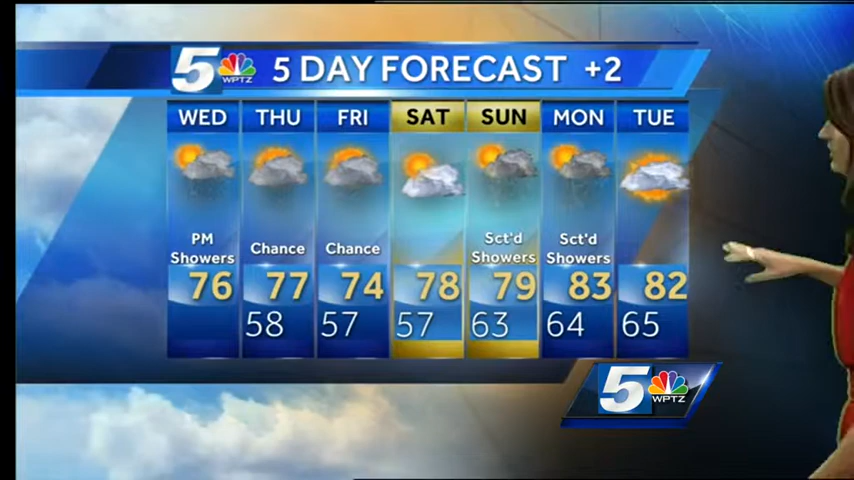 5 WPTZ 5 DAY FORECAST +2
WED THU FRI SAT SUN MON TUE
PM Showers Chance Chance Sct'd Showers Sct'd Showers
76 77 74 78 79 83 82
58 57 57 63 64 65
5 WPTZ